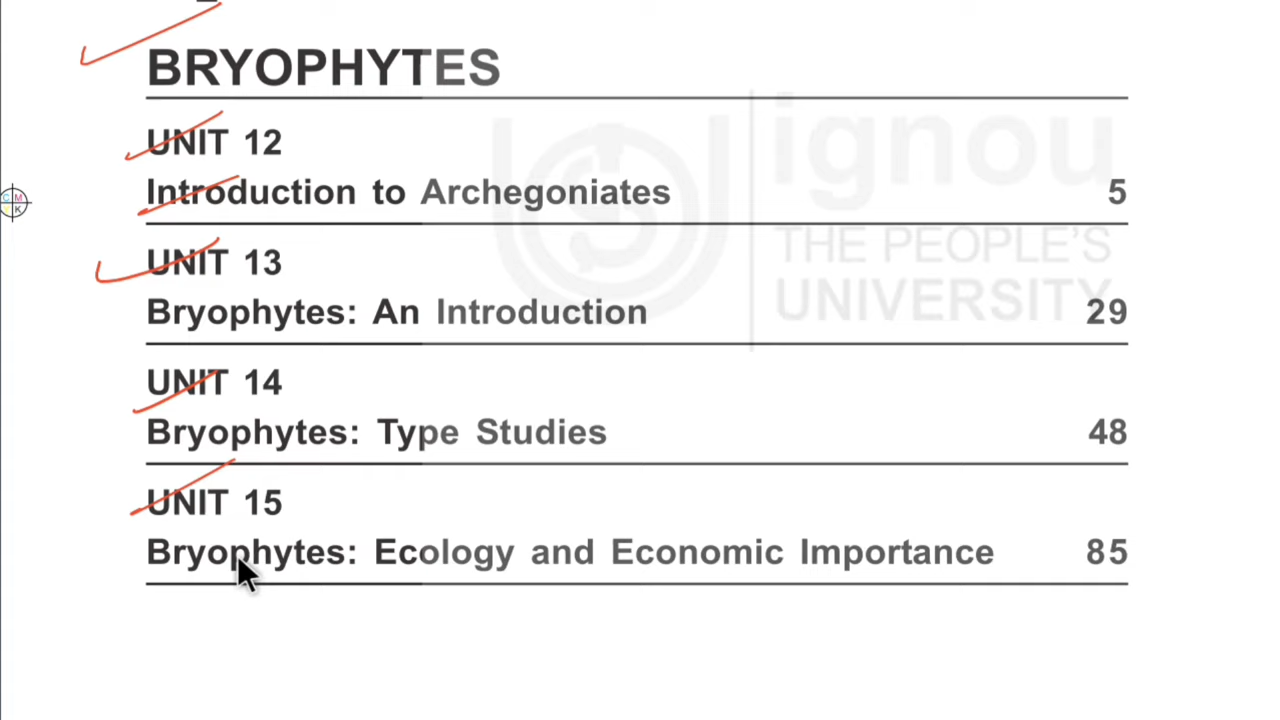 BRYOPHYTES
UNIT 12
Introduction to Archegoniates 5
UNIT 13
Bryophytes: An Introduction 29
UNIT 14
Bryophytes: Type Studies 48
UNIT 15
Bryophytes: Ecology and Economic Importance 85
ignou
THE PEOPLE'S
UNIVERSITY
C M
K